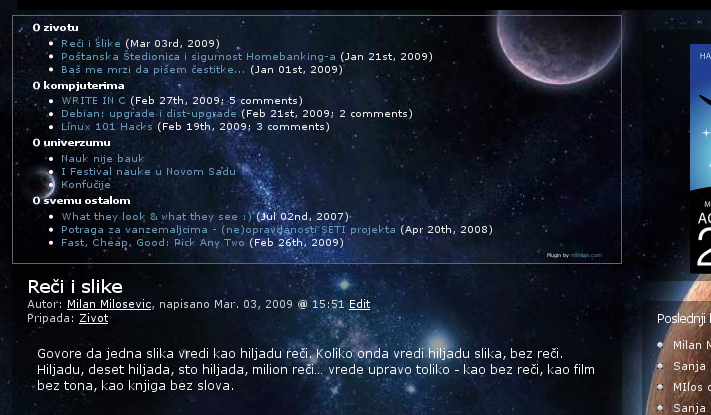 O zivotu
Reči i slike (Mar 03rd, 2009)
Poštanska Štedionica i sigurnost Homebanking-a (Jan 21st, 2009)
Baš me mrzi da pišem čestitke... (Jan 01st, 2009)
O kompjuterima
WRITE IN C (Feb 27th, 2009; 5 comments)
Debian: upgrade i dist-upgrade (Feb 21st, 2009; 2 comments)
Linux 101 Hacks (Feb 19th, 2009; 3 comments)
O univerzumu
Nauk nije bauk
I Festival nauke u Novom Sadu
Konfučije
O svemu ostalom
What they look & what they see :) (Jul 02nd, 2007)
Potraga za vanzemaljcima - (ne)opravdanosti SETI projekta (Apr 20th, 2008)
Fast, Cheap, Good: Pick Any Two (Feb 26th, 2009)
Plugin by
Reči i slike
Autor: Milan Milosevic, napisano Mar. 03, 2009 @ 15:51 Edit
Pripada: Zivot
Govore da jedna slika vredi kao hiljadu reči. Koliko onda vredi hiljadu slika, bez reči.
Hiljadu, deset hiljada, sto hiljada, milion reči... vrede upravo toliko - kao bez reči, kao film
bez tona, kao knjiga bez slova.
HA
M
AC
2
Poslednji
Milan M
Sanja
MIlos
Sanja